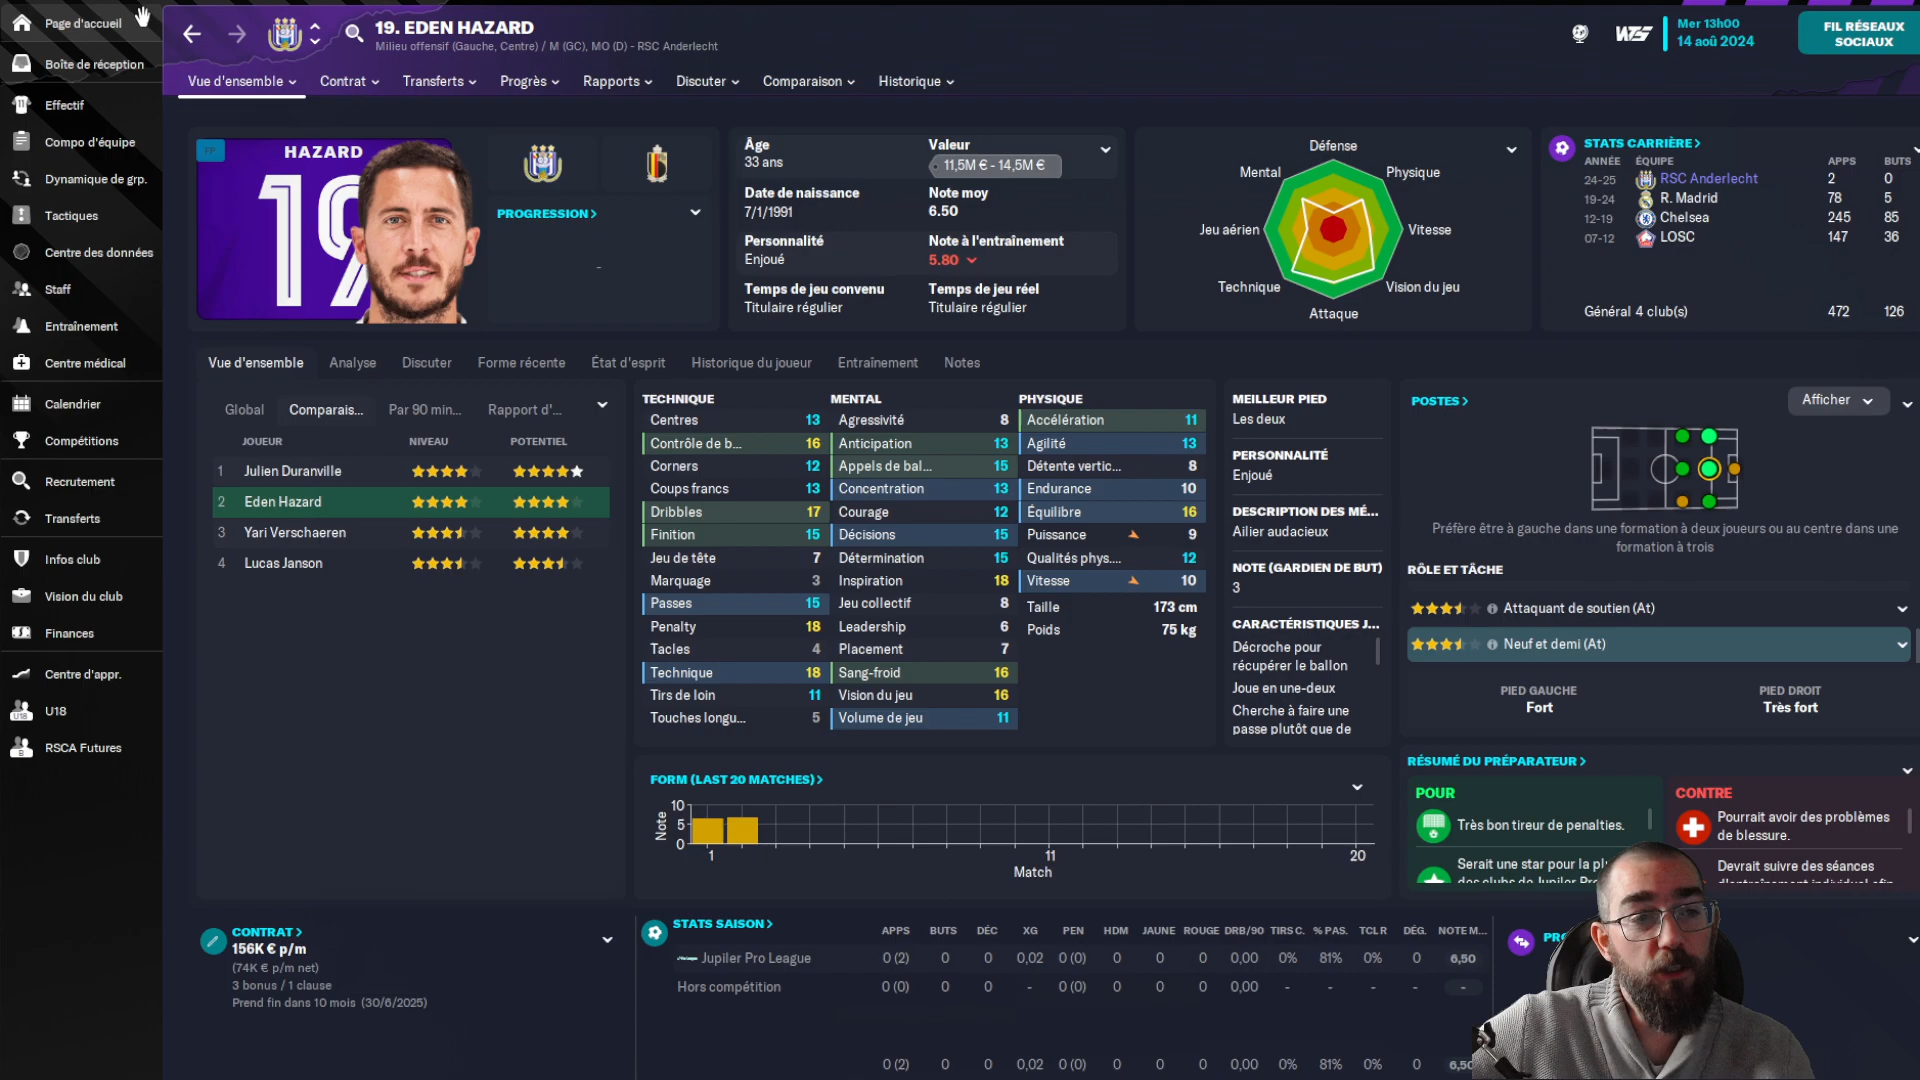 Page d'accueil
Boîte de réception
Effectif
Compo d'équipe
Dynamique de grp.
Tactiques
Centre des données
Staff
Entraînement
Centre médical
Calendrier
Compétitions
Recrutement
Transferts
Infos club
Vision du club
Finances
Centre d'appr.
U18
RSCA Futures
19. EDEN HAZARD
Milieu offensif (Gauche, Centre) / M (GC), MO (D) - RSC Anderlecht
Mer 13h00
14 aoû 2024
FIL RÉSEAUX
SOCIAUX
Vue d'ensemble Contrat Transferts Progrès Rapports Discuter Comparaison Historique
FP
HAZARD
19
PROGRESSION >
-
Âge
33 ans
Valeur
11,5M € - 14,5M €
Date de naissance
7/1/1991
Note moy
6.50
Personnalité
Enjoué
Note à l'entraînement
5.80
Temps de jeu convenu
Titulaire régulier
Temps de jeu réel
Titulaire régulier
Défense
Mental Physique
Jeu aérien Vitesse
Technique Vision du jeu
Attaque
STATS CARRIÈRE >
ANNÉE ÉQUIPE APPS BUTS
24-25 RSC Anderlecht 2 0
19-24 R. Madrid 78 5
12-19 Chelsea 245 85
07-12 LOSC 147 36
Général 4 club(s) 472 126
Vue d'ensemble Analyse Discuter Forme récente État d'esprit Historique du joueur Entraînement Notes
Global Comparais... Par 90 min... Rapport d'...
JOUEUR NIVEAU POTENTIEL
1 Julien Duranville
2 Eden Hazard
3 Yari Verschaeren
4 Lucas Janson
TECHNIQUE
Centres 13
Contrôle de b... 16
Corners 12
Coups francs 13
Dribbles 17
Finition 15
Jeu de tête 7
Marquage 3
Passes 15
Penalty 18
Tacles 4
Technique 18
Tirs de loin 11
Touches longu... 5
MENTAL
Agressivité 8
Anticipation 13
Appels de bal... 15
Concentration 13
Courage 12
Décisions 15
Détermination 15
Inspiration 18
Jeu collectif 8
Leadership 6
Placement 7
Sang-froid 16
Vision du jeu 16
Volume de jeu 11
PHYSIQUE
Accélération 11
Agilité 13
Détente vertic... 8
Endurance 10
Équilibre 16
Puissance 9
Qualités phys.... 12
Vitesse 10
Taille 173 cm
Poids 75 kg
MEILLEUR PIED
Les deux
PERSONNALITÉ
Enjoué
DESCRIPTION DES MÉ...
Ailier audacieux
NOTE (GARDIEN DE BUT)
3
CARACTÉRISTIQUES J...
Décroche pour
récupérer le ballon
Joue en une-deux
Cherche à faire une
passe plutôt que de
POSTES >
Afficher
Préfère être à gauche dans une formation à deux joueurs ou au centre dans une
formation à trois
RÔLE ET TÂCHE
Attaquant de soutien (At)
Neuf et demi (At)
PIED GAUCHE
Fort
PIED DROIT
Très fort
FORM (LAST 20 MATCHES) >
Note
10
5
0
1 11 20
Match
RÉSUMÉ DU PRÉPARATEUR >
POUR
Très bon tireur de penalties.
Serait une star pour la pl
des clubs de Jupiler Pro
CONTRE
Pourrait avoir des problèmes
de blessure.
Devrait suivre des séances
d'entraînement individuel afin
CONTRAT >
156K € p/m
(74K € p/m net)
3 bonus / 1 clause
Prend fin dans 10 mois (30/6/2025)
STATS SAISON >
APPS BUTS DÉC XG PEN HDM JAUNE ROUGE DRB/90 TIRS C. % PAS. TCL R DÉG. NOTE M...
Jupiler Pro League 0 (2) 0 0 0,02 0 (0) 0 0 0 0,00 0% 81% 0% 0 6,50
Hors compétition 0 (0) 0 0 - 0 (0) 0 0 0 0,00 - - - - -
0 (2) 0 0 0,02 0 (0) 0 0 0 0,00 0% 81% 0% 0 6,50